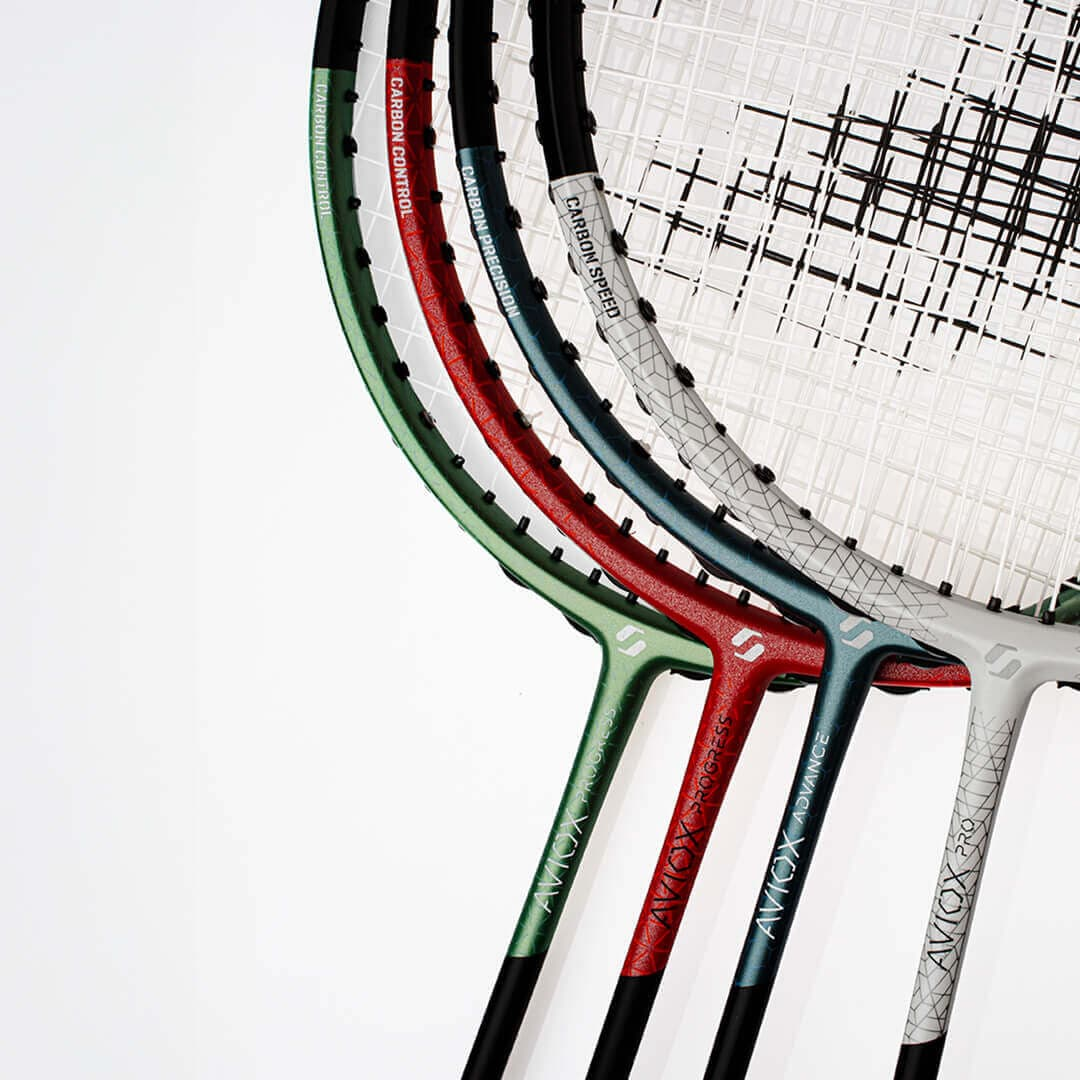 CARBON CONTROL
CARBON CONTROL
CARBON PRECISION
CARBON SPEED
AVIOX PROGRESS
AVIOX PROGRESS
AVIOX ADVANCE
AVIOX PRO